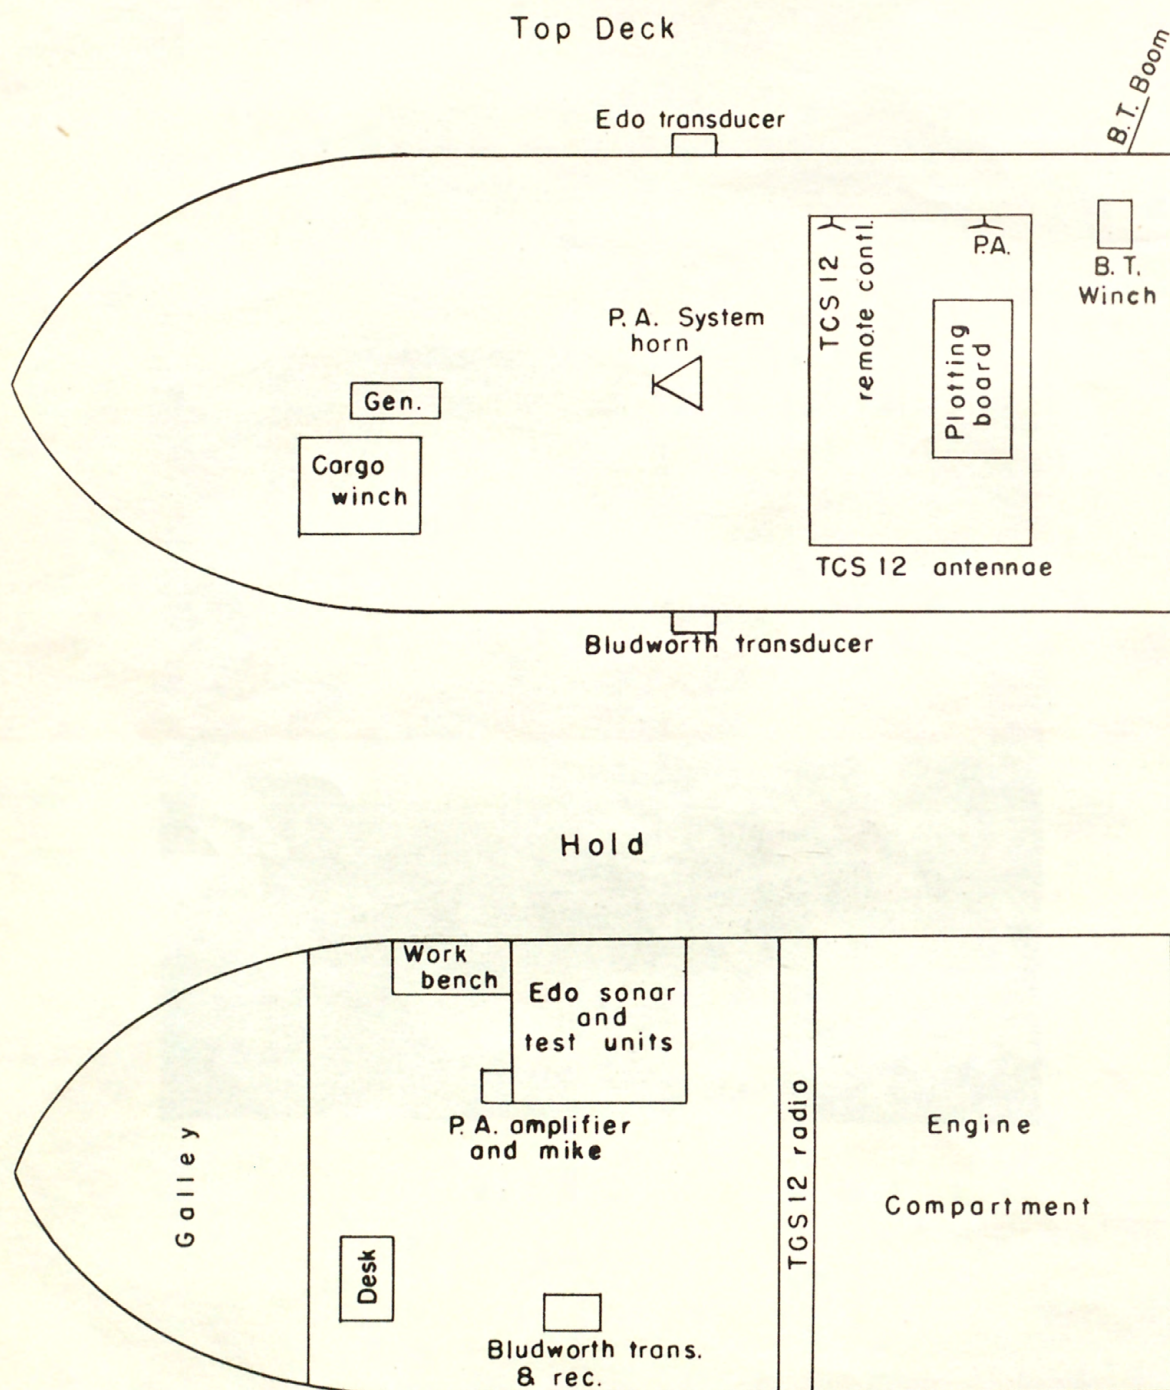 Top Deck
B.T. Boom
Edo transducer
TCS 12
remote contl.
P.A.
B. T.
Winch
P. A. System
horn
Plotting
board
Gen.
Cargo
winch
TCS 12 antennae
Bludworth transducer
Hold
Work
bench
Edo sonar
and
test units
P. A. amplifier
and mike
Galley
TGS 12 radio
Engine
Compartment
Desk
Bludworth trans.
& rec.